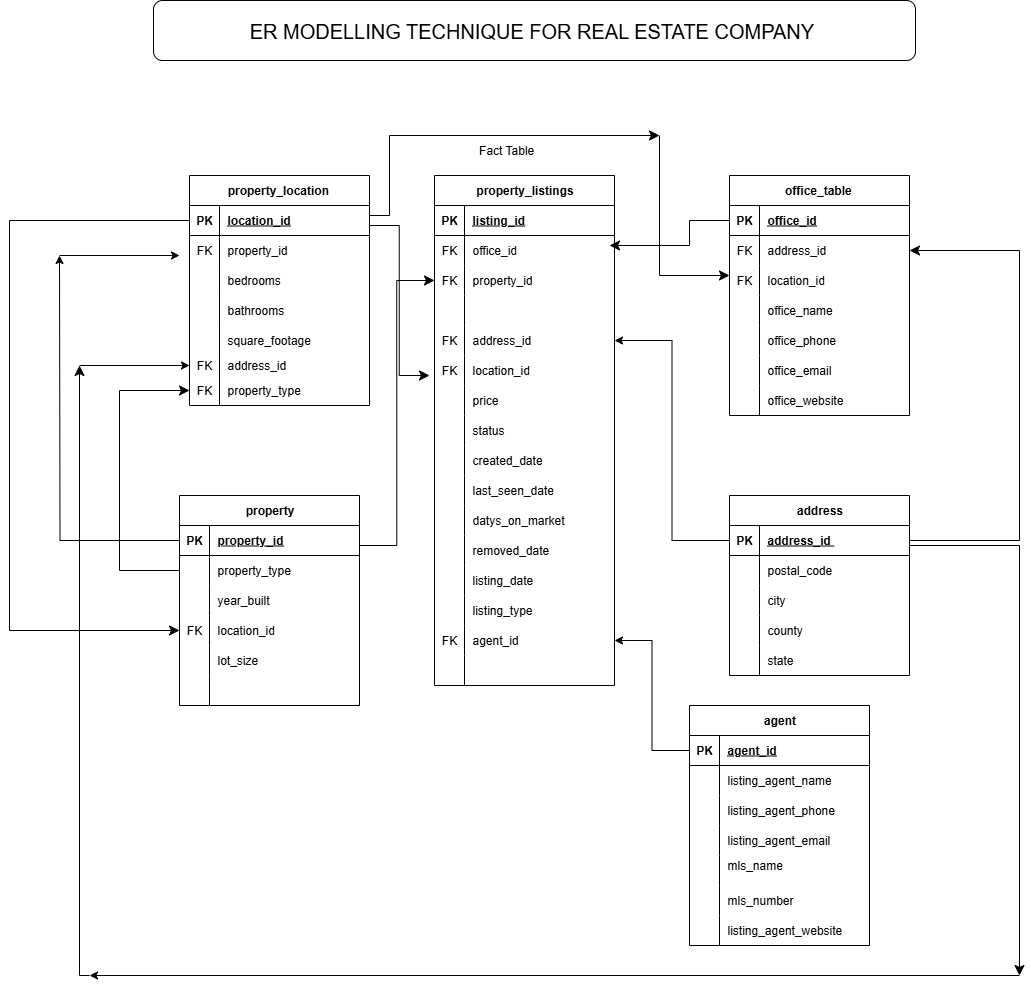 ER MODELLING TECHNIQUE FOR REAL ESTATE COMPANY
Fact Table
property_location
PK location_id
FK property_id
bedrooms
bathrooms
square_footage
FK address_id
FK property_type
property_listings
PK listing_id
FK office_id
FK property_id
FK address_id
FK location_id
price
status
created_date
last_seen_date
datys_on_market
removed_date
listing_date
listing_type
FK agent_id
office_table
PK office_id
FK address_id
FK location_id
office_name
office_phone
office_email
office_website
property
PK property_id
property_type
year_built
FK location_id
lot_size
address
PK address_id
postal_code
city
county
state
agent
PK agent_id
listing_agent_name
listing_agent_phone
listing_agent_email
mls_name
mls_number
listing_agent_website